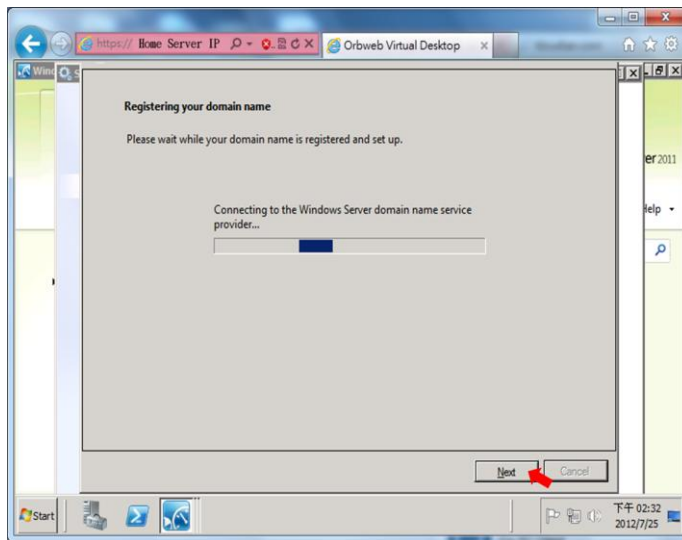 https:// Home Server IP
Orbweb Virtual Desktop
Wind
er 2011
Help
Registering your domain name
Please wait while your domain name is registered and set up.
Connecting to the Windows Server domain name service
provider...
Next
Cancel
Start
下午 02:32
2012/7/25